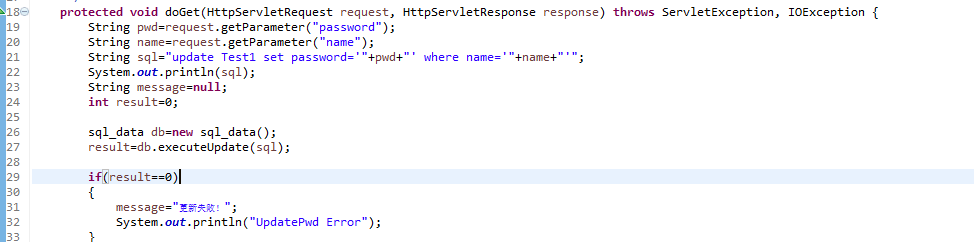 18 protected void doGet(HttpServletRequest request, HttpServletResponse response) throws ServletException, IOException {
19 String pwd=request.getParameter("password");
20 String name=request.getParameter("name");
21 String sql="update Test1 set password='"+pwd+"' where name='"+name+"'";
22 System.out.println(sql);
23 String message=null;
24 int result=0;
25
26 sql_data db=new sql_data();
27 result=db.executeUpdate(sql);
28
29 if(result==0)
30 {
31 message="更新失败!";
32 System.out.println("UpdatePwd Error");
33 }